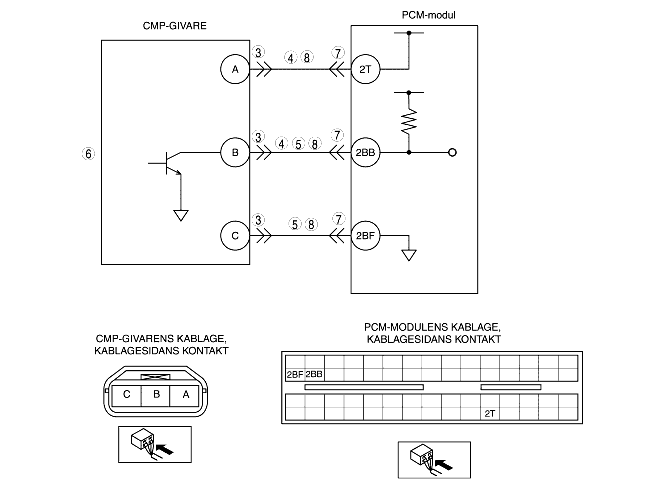 CMP-GIVARE
PCM-modul
A 3 4 8 7 2T
6 B 3 4 5 8 7 2BB
C 3 5 8 7 2BF
CMP-GIVARENS KABLAGE,
KABLAGESIDANS KONTAKT
C B A
PCM-MODULENS KABLAGE,
KABLAGESIDANS KONTAKT
2BF 2BB
2T